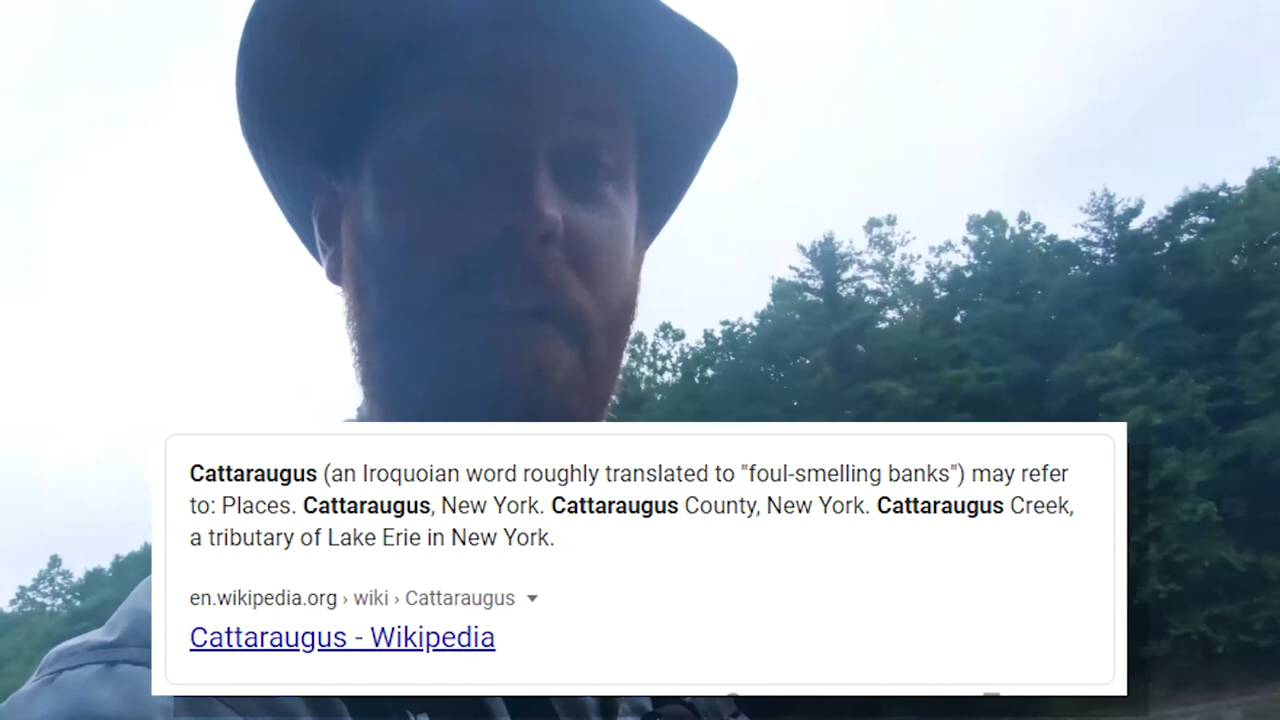 Cattaraugus (an Iroquoian word roughly translated to "foul-smelling banks") may refer
to: Places. Cattaraugus, New York. Cattaraugus County, New York. Cattaraugus Creek,
a tributary of Lake Erie in New York.
en.wikipedia.org › wiki › Cattaraugus
Cattaraugus - Wikipedia